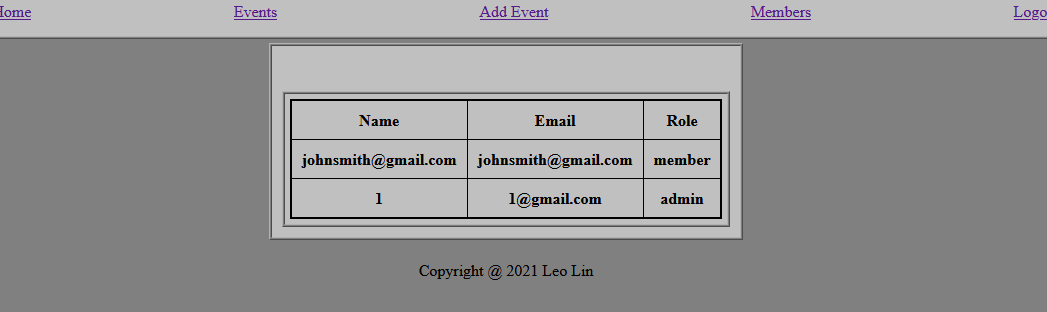 Home Events Add Event Members Logo
Name Email Role
johnsmith@gmail.com johnsmith@gmail.com member
1 1@gmail.com admin
Copyright @ 2021 Leo Lin